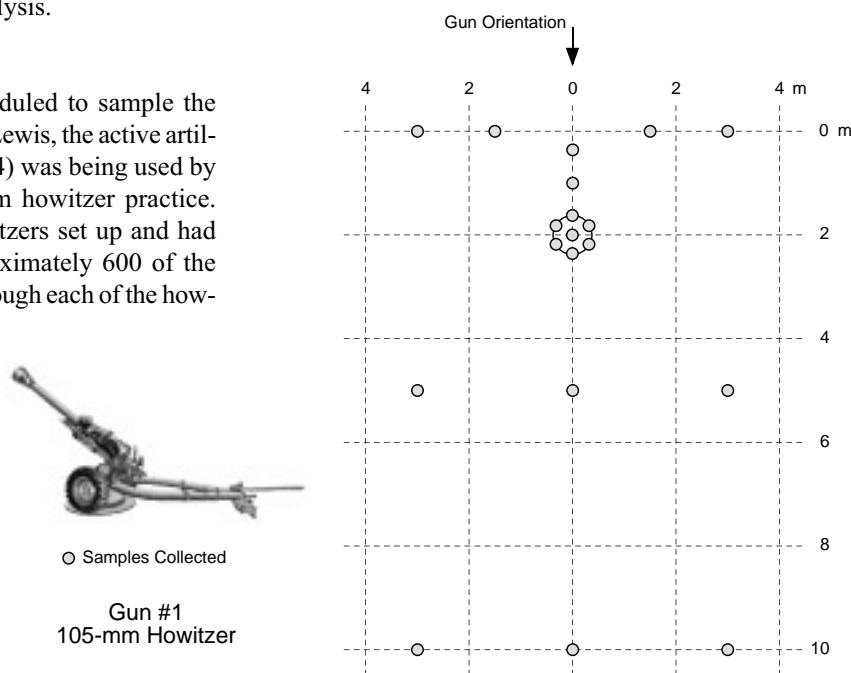 lysis.
duled to sample the
Lewis, the active artil-
4) was being used by
m howitzer practice.
tzers set up and had
oximately 600 of the
ough each of the how-
Gun Orientation
4 2 0 2 4 m
0 m
2
4
6
8
10
Samples Collected
Gun #1
105-mm Howitzer